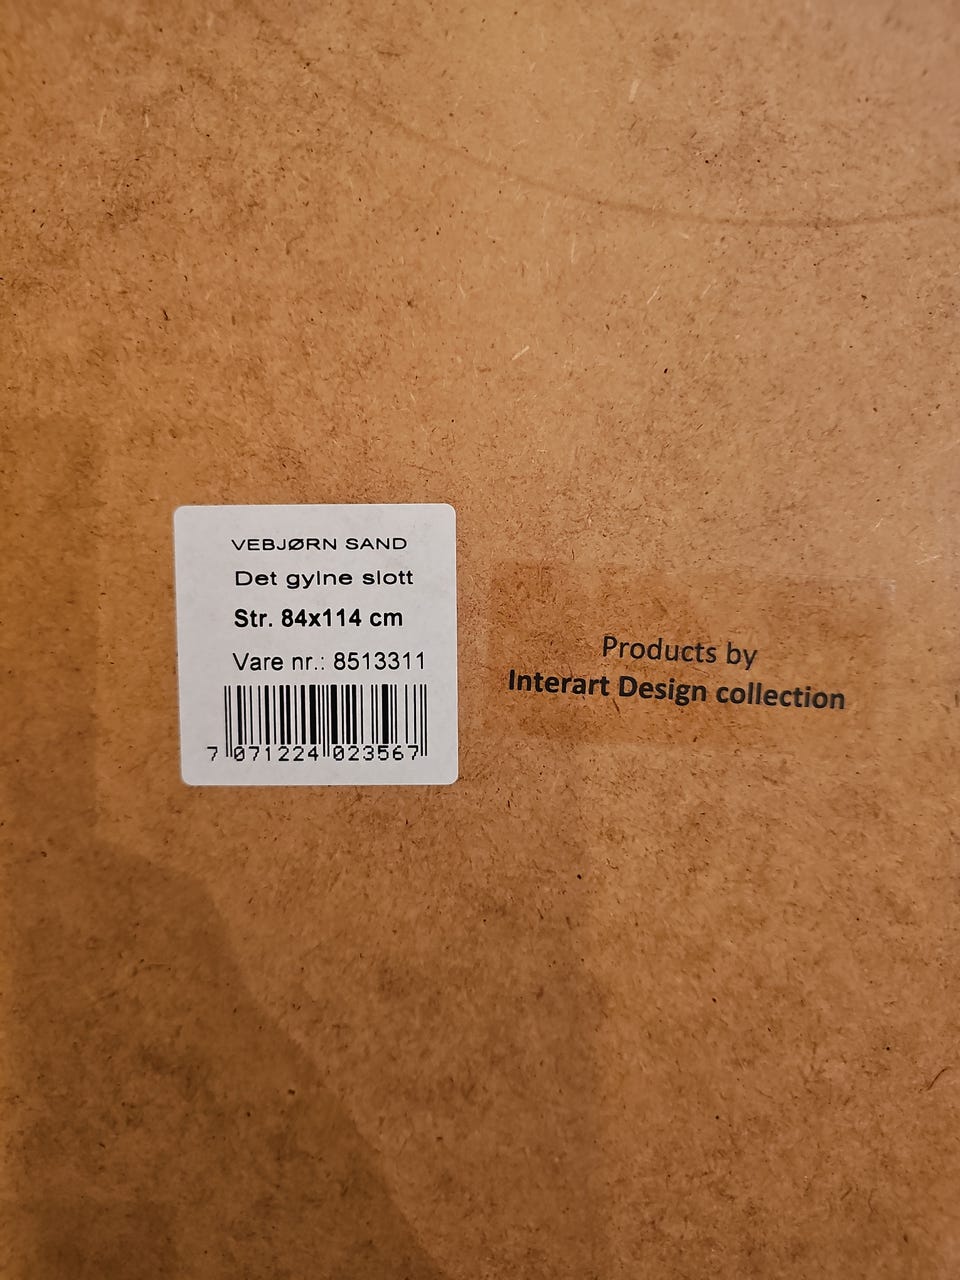 VEBJØRN SAND
Det gylne slott
Str. 84x114 cm
Vare nr.: 8513311
7 071224 023567
Products by
Interart Design collection